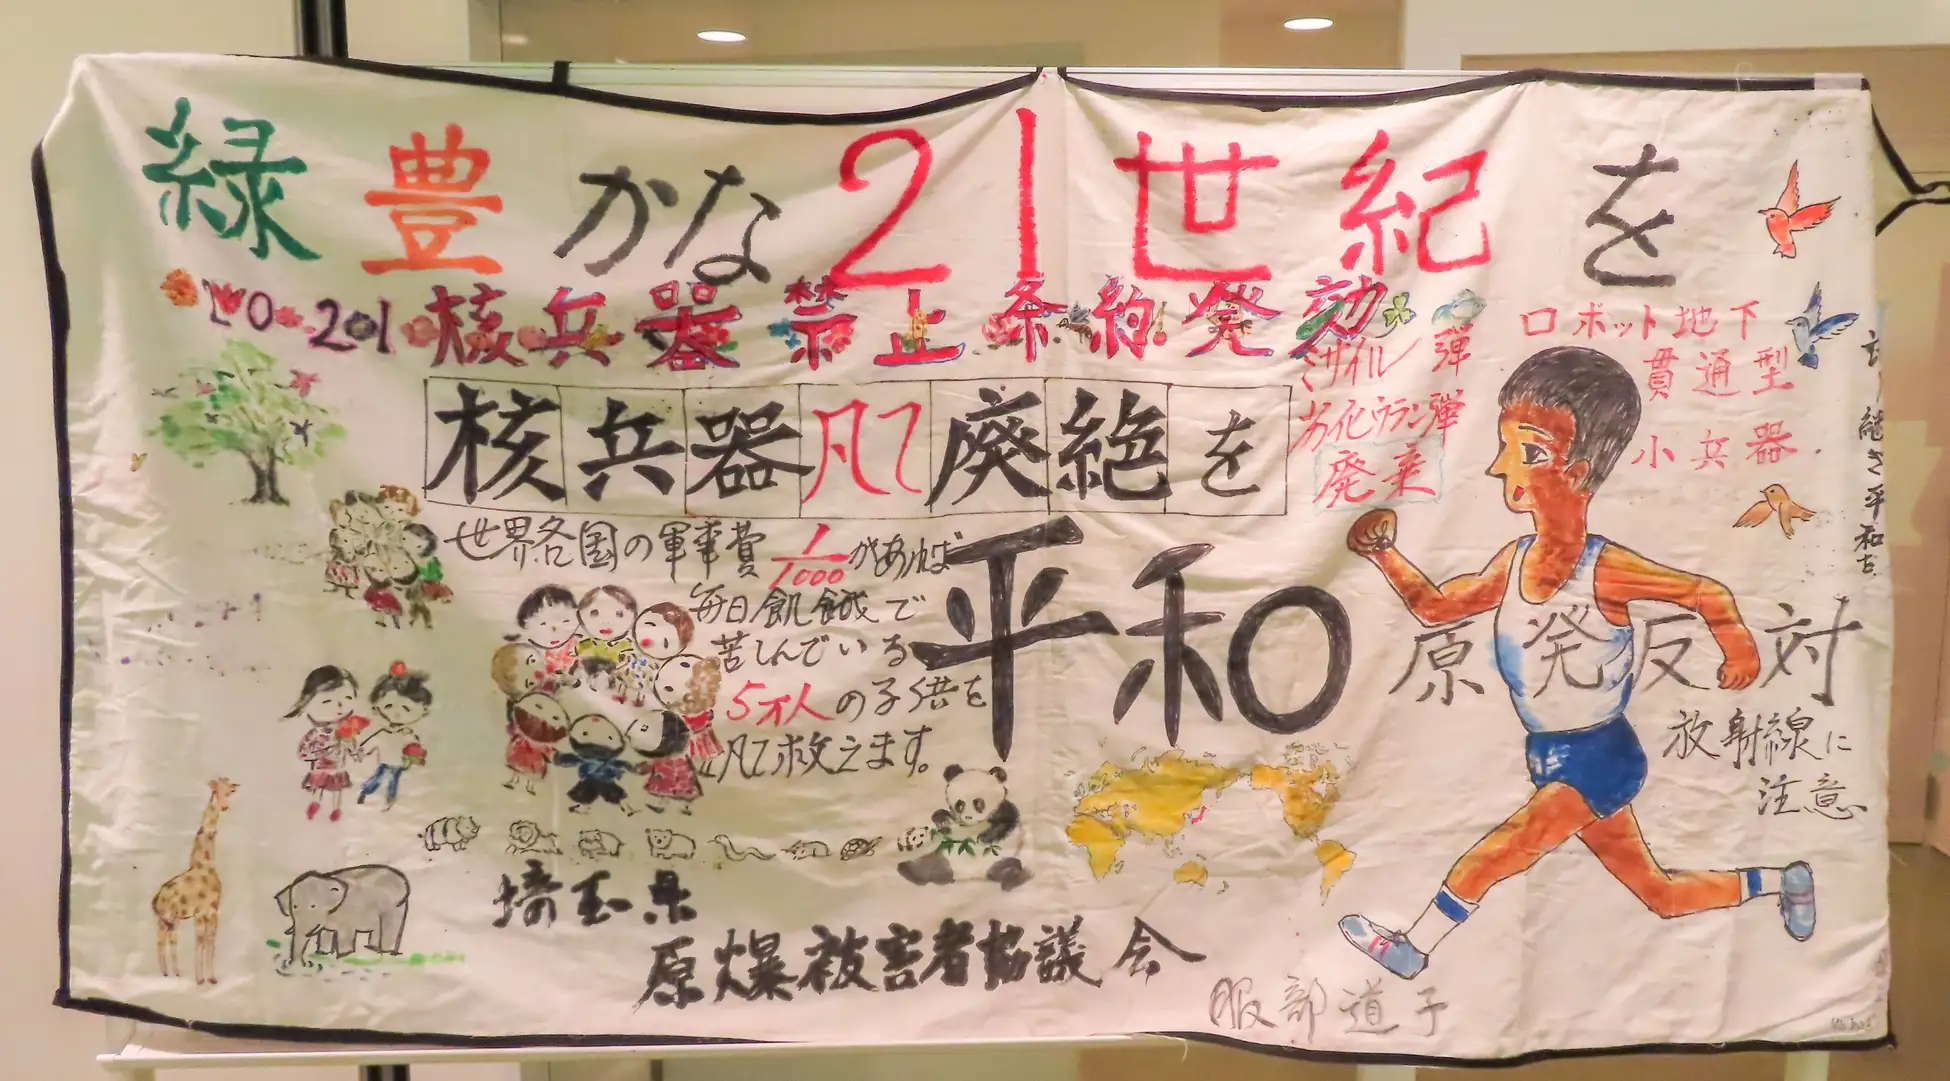 緑豊かな21世紀を
核兵器禁止条約発効
ミサイル弾
劣化ウラン弾
廃棄
ロボット地下
貫通型
小兵器
核兵器凡て廃絶を
世界各国の軍事費1/1000があれば
毎日飢餓で
苦しんでいる
5万人の子供を
凡て救えます。
平和
継ぎ平和を
原発反対
放射線に
注意
埼玉県
原爆被害者協議会
服部道子